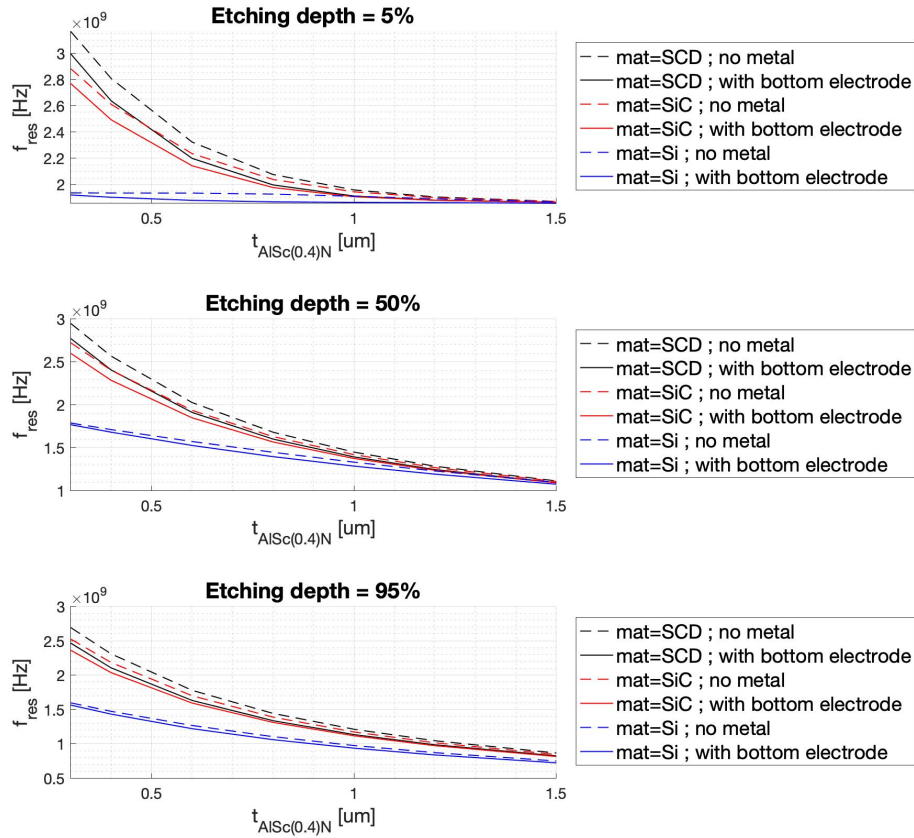 Etching depth = 5%
×10⁹
3
2.8
2.6
2.4
2.2
2
f_res [Hz]
0.5
1
1.5
t_AlSc(0.4)N [um]
mat=SCD ; no metal
mat=SCD ; with bottom electrode
mat=SiC ; no metal
mat=SiC ; with bottom electrode
mat=Si ; no metal
mat=Si ; with bottom electrode
Etching depth = 50%
×10⁹
3
2.5
2
1.5
1
f_res [Hz]
0.5
1
1.5
t_AlSc(0.4)N [um]
mat=SCD ; no metal
mat=SCD ; with bottom electrode
mat=SiC ; no metal
mat=SiC ; with bottom electrode
mat=Si ; no metal
mat=Si ; with bottom electrode
Etching depth = 95%
×10⁹
3
2.5
2
1.5
1
0.5
f_res [Hz]
0.5
1
1.5
t_AlSc(0.4)N [um]
mat=SCD ; no metal
mat=SCD ; with bottom electrode
mat=SiC ; no metal
mat=SiC ; with bottom electrode
mat=Si ; no metal
mat=Si ; with bottom electrode